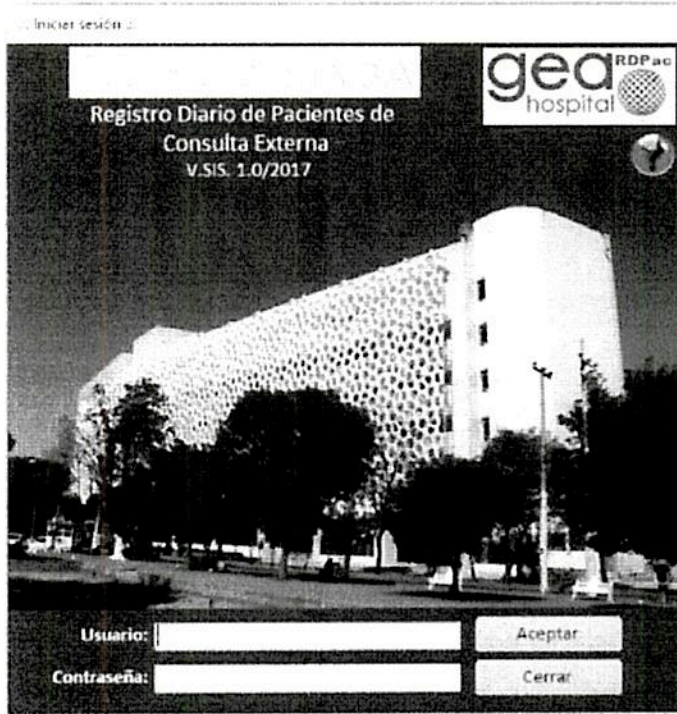 .:: Iniciar sesión ::.
gea
hospital
RDPac
Registro Diario de Pacientes de
Consulta Externa
V.SIS. 1.0/2017
Usuario:
Aceptar
Contraseña:
Cerrar